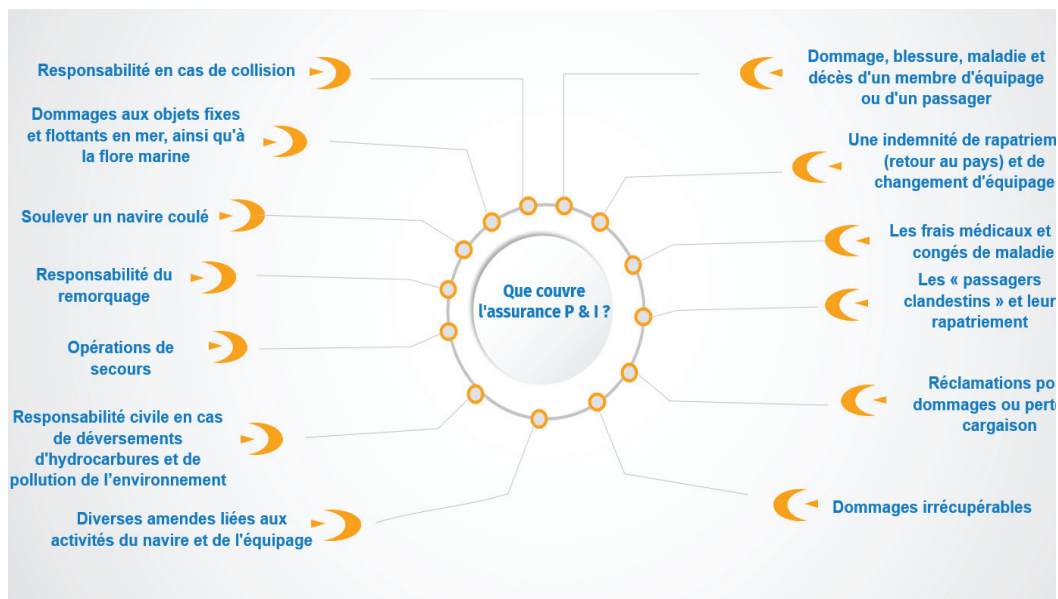 Responsabilité en cas de collision
Dommages aux objets fixes
et flottants en mer, ainsi qu'à
la flore marine
Soulever un navire coulé
Responsabilité du
remorquage
Opérations de
secours
Responsabilité civile en cas
de déversements
d'hydrocarbures et de
pollution de l'environnement
Diverses amendes liées aux
activités du navire et de l'équipage
Que couvre
l'assurance P & I ?
Dommage, blessure, maladie et
décès d'un membre d'équipage
ou d'un passager
Une indemnité de rapatriem
(retour au pays) et de
changement d'équipage
Les frais médicaux et
congés de maladie
Les « passagers
clandestins » et leur
rapatriement
Réclamations po
dommages ou pert
cargaison
Dommages irrécupérables